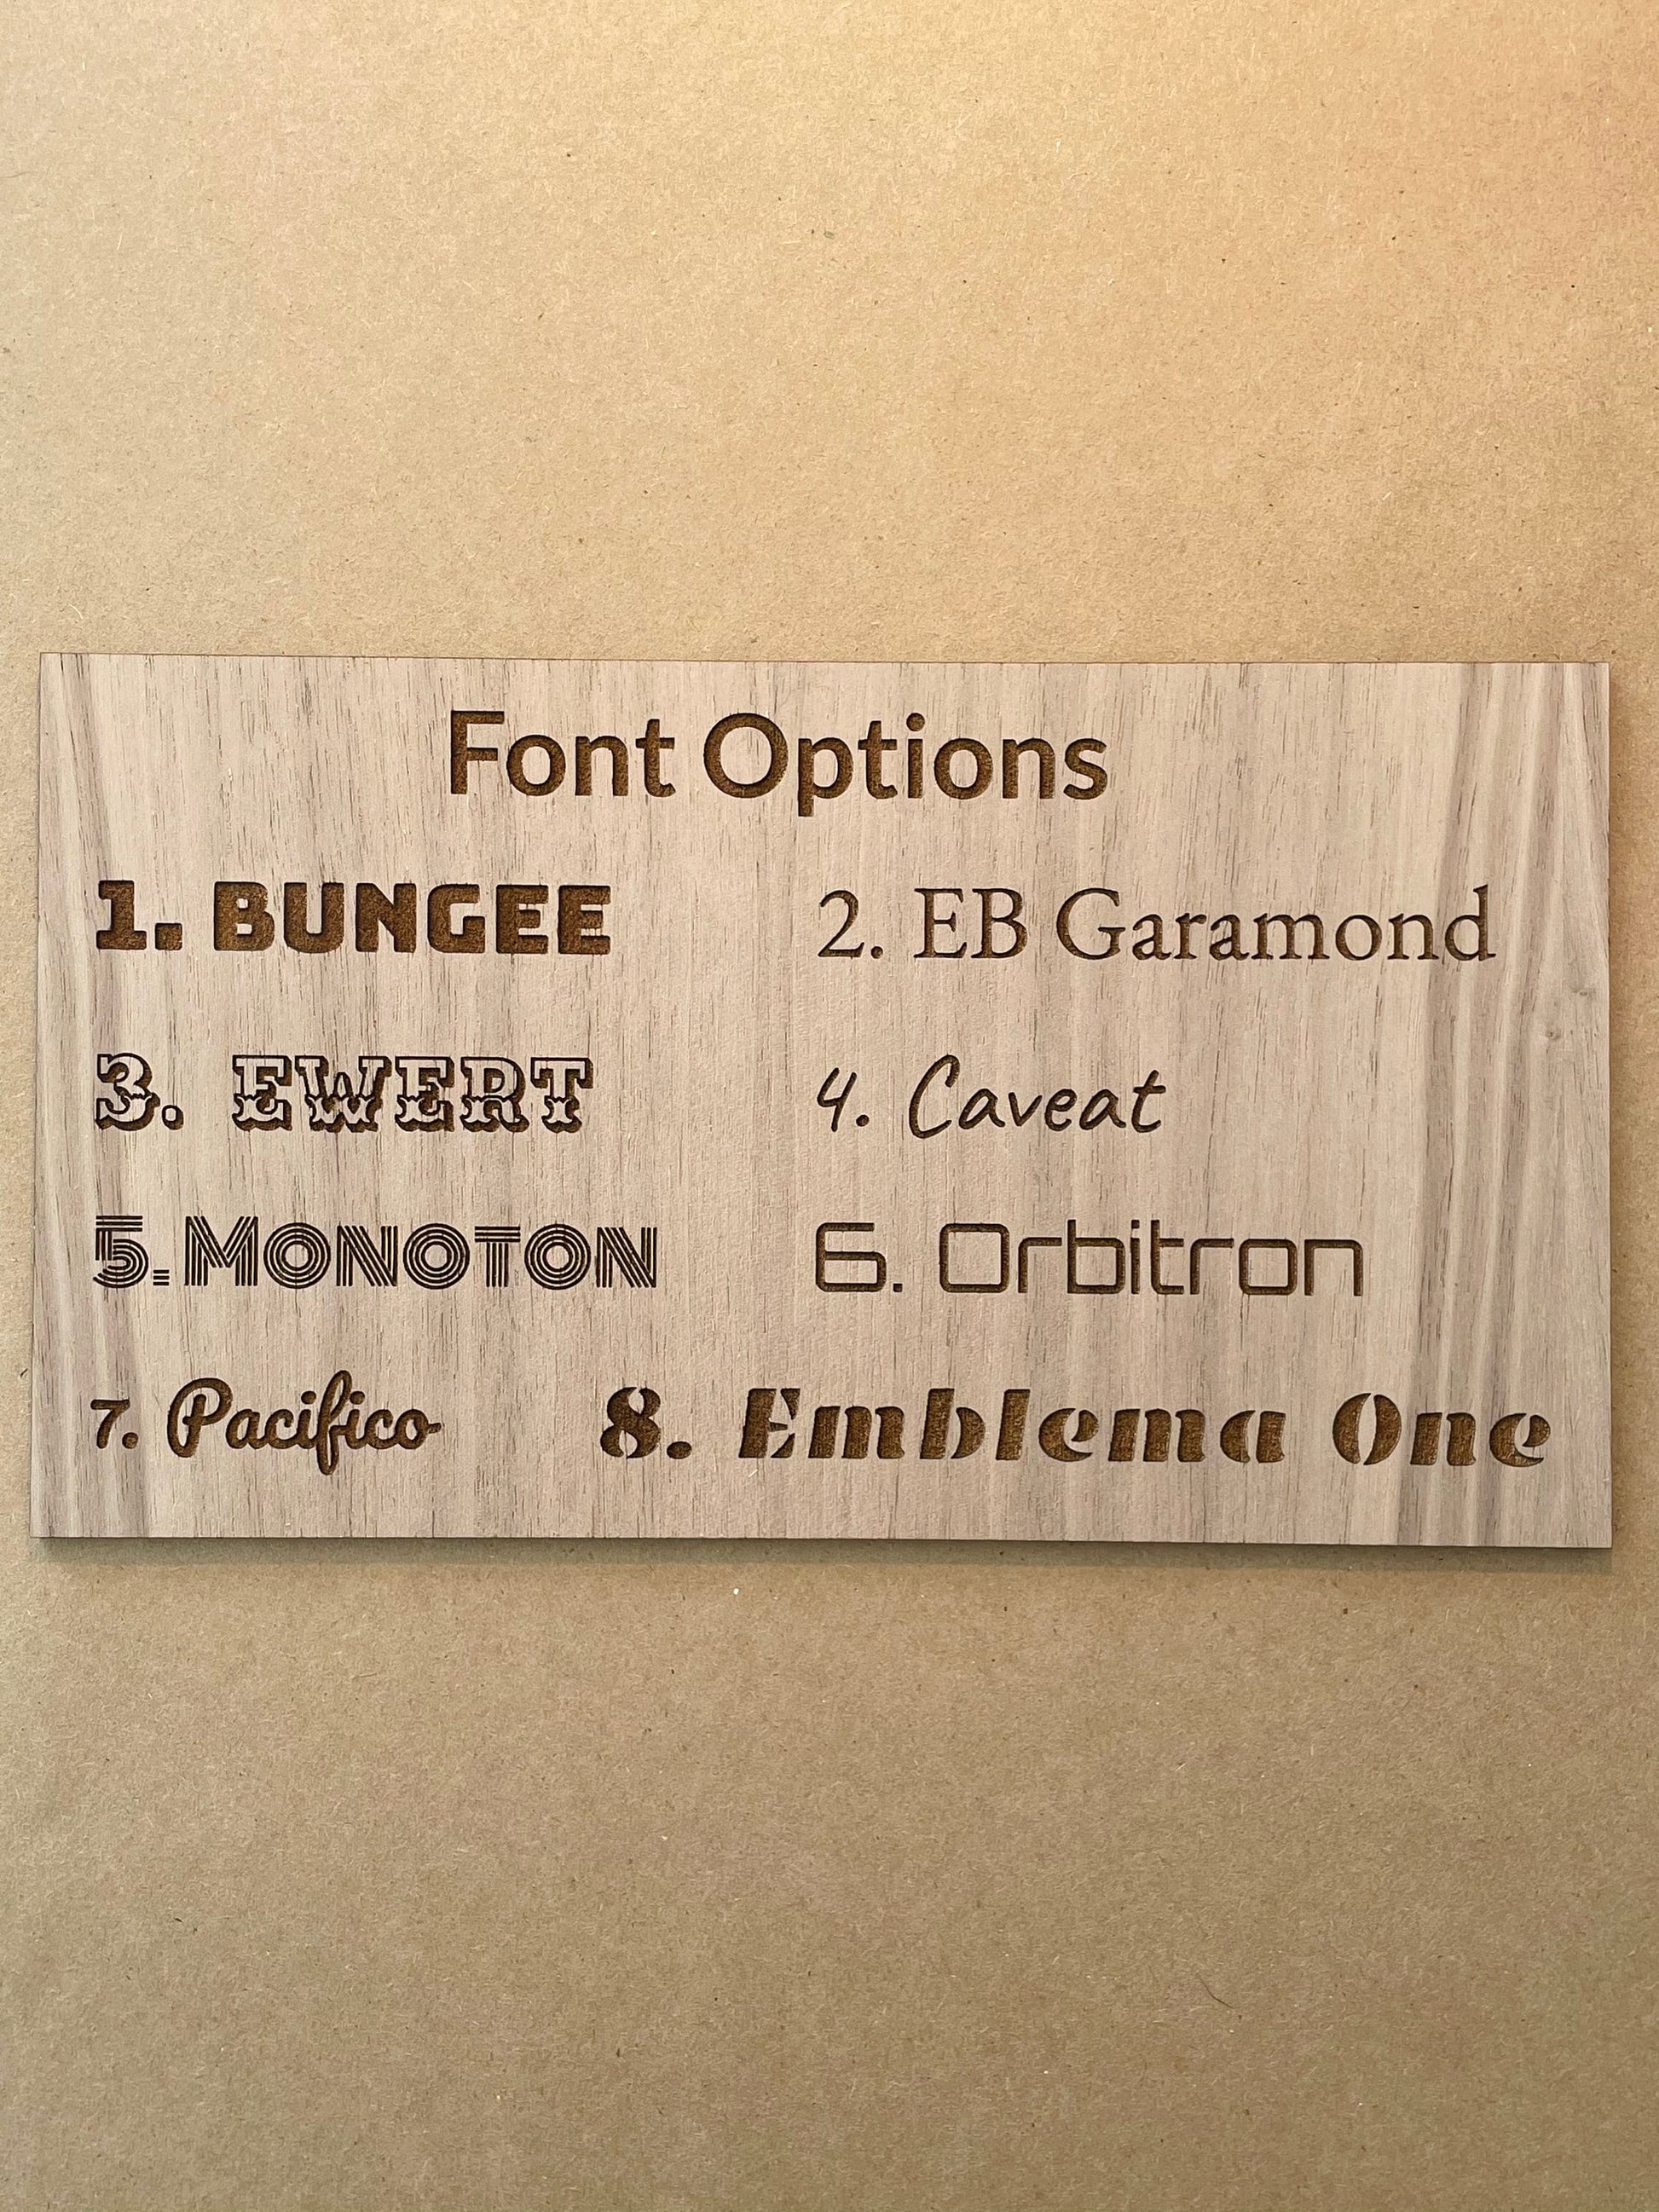 Font Options
1. BUNGEE 2. EB Garamond
3. EWERT 4. Caveat
5. MONOTON 6. Orbitron
7. Pacifico 8. Emblema One